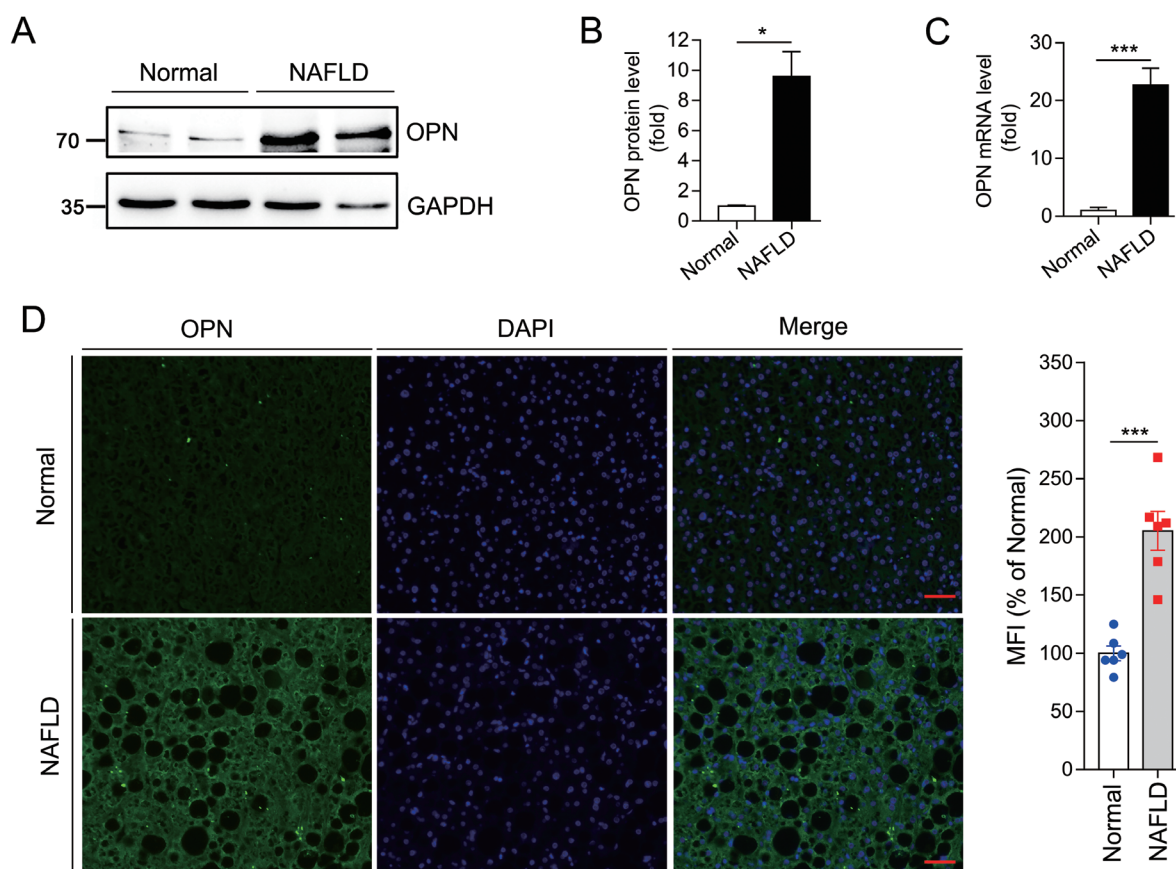 A
Normal NAFLD
70 OPN
35 GAPDH
B
OPN protein level
(fold)
12
10
8
6
4
2
0
*
Normal
NAFLD
C
OPN mRNA level
(fold)
30
20
10
0
***
Normal
NAFLD
D
OPN DAPI Merge
Normal
NAFLD
MFI (% of Normal)
350
300
250
200
150
100
50
0
***
Normal
NAFLD